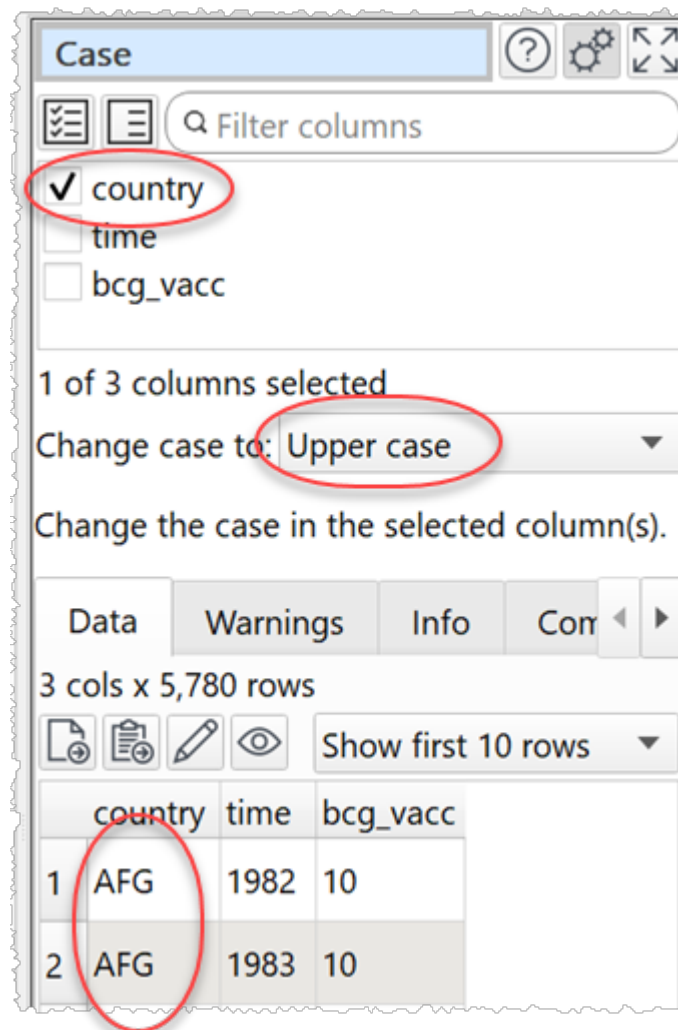 Case
Filter columns
country
time
bcg_vacc
1 of 3 columns selected
Change case to: Upper case
Change the case in the selected column(s).
Data Warnings Info Com
3 cols x 5,780 rows
Show first 10 rows
country time bcg_vacc
1 AFG 1982 10
2 AFG 1983 10